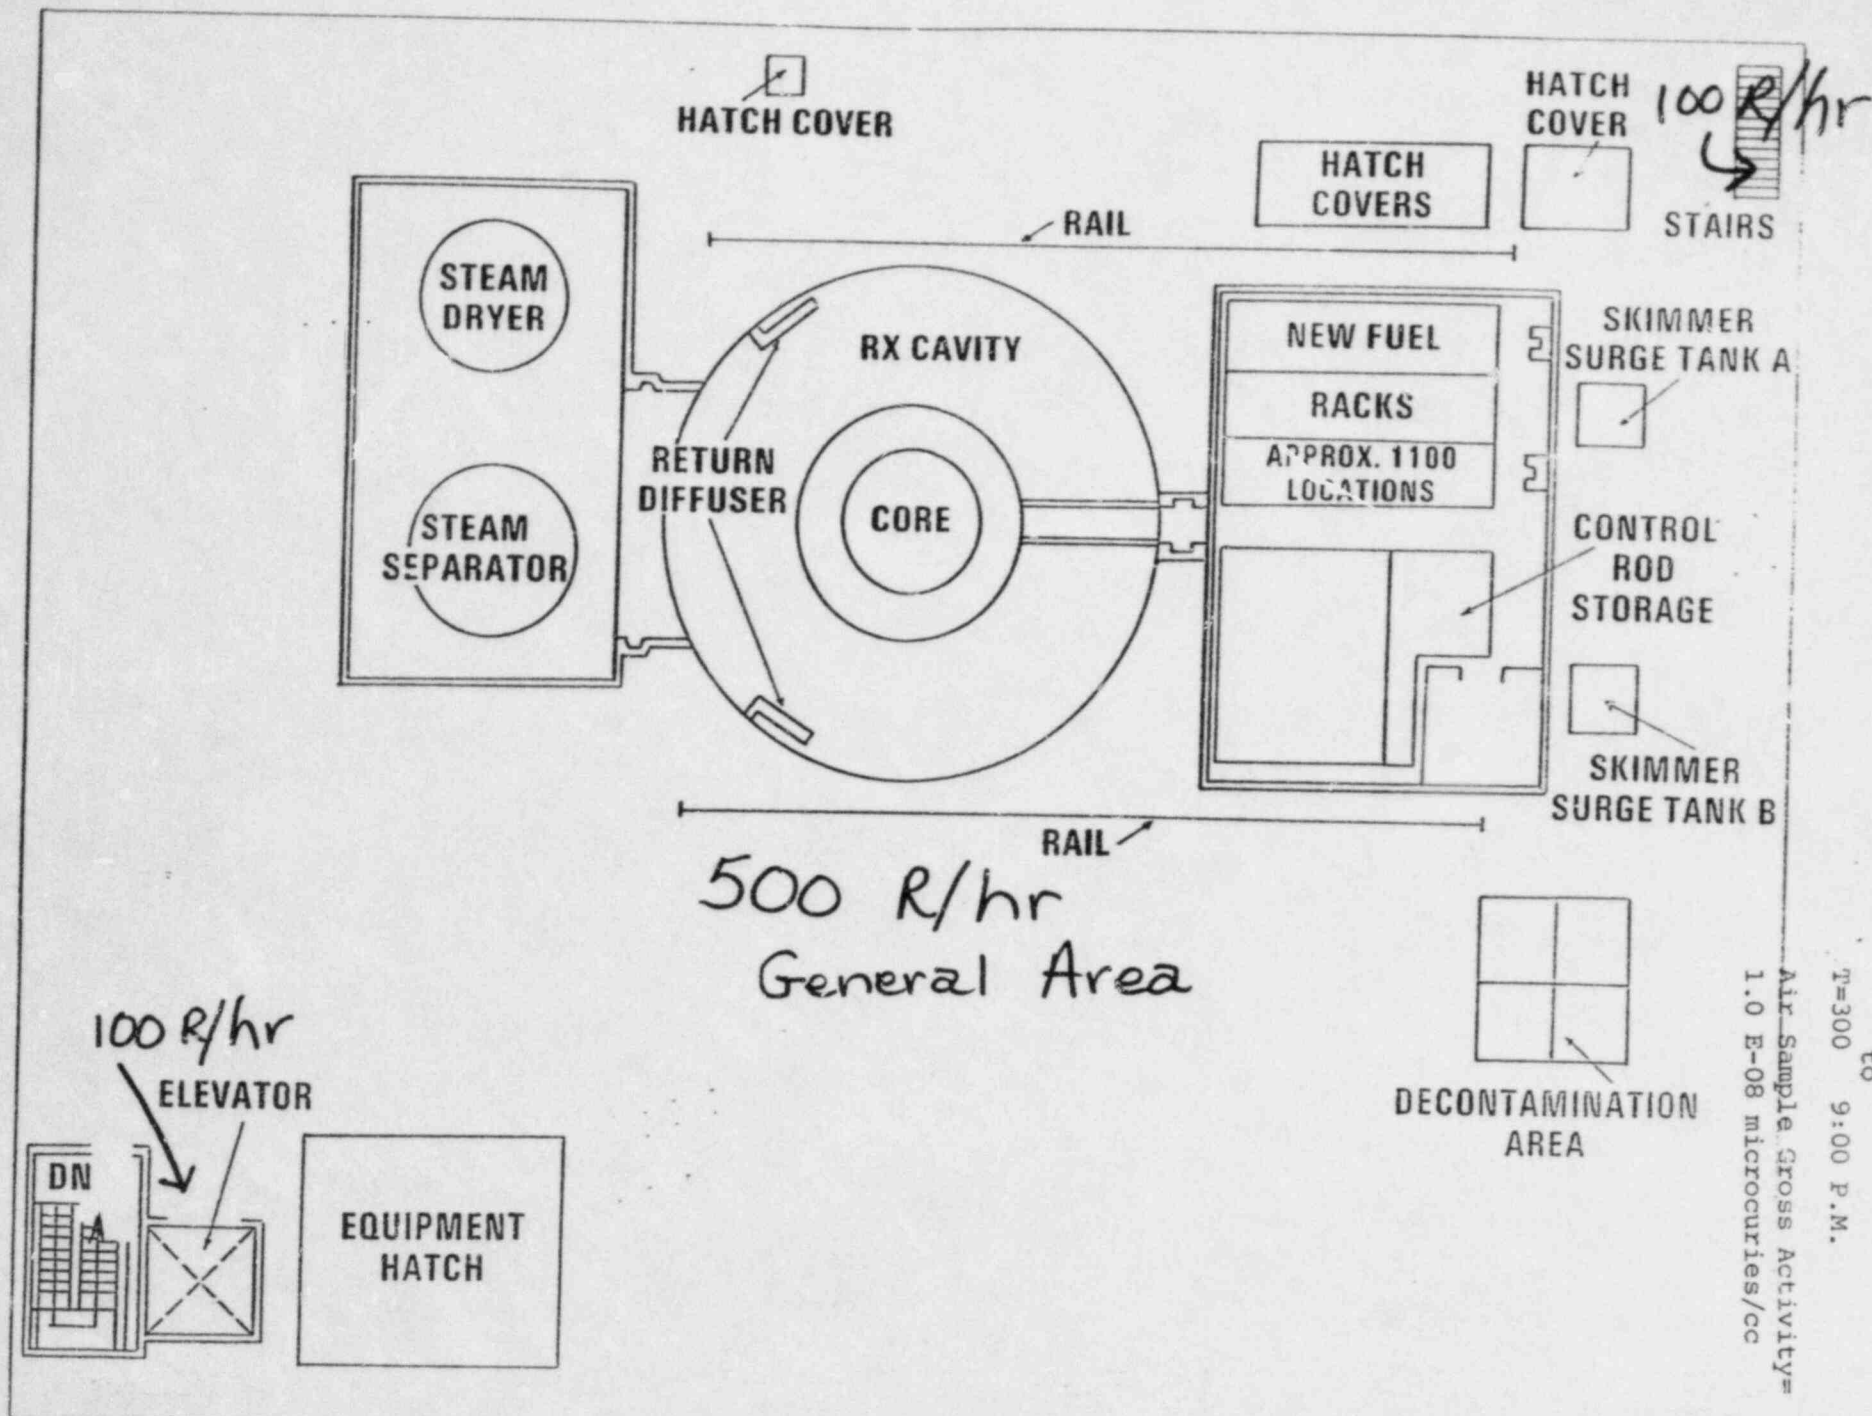 HATCH COVER
HATCH
COVER
100 R/hr
HATCH
COVERS
STAIRS
RAIL
STEAM
DRYER
RX CAVITY
NEW FUEL
RACKS
APPROX. 1100
LOCATIONS
SKIMMER
SURGE TANK A
RETURN
DIFFUSER
CORE
STEAM
SEPARATOR
CONTROL
ROD
STORAGE
SKIMMER
SURGE TANK B
RAIL
500 R/hr
General Area
100 R/hr
ELEVATOR
DN
EQUIPMENT
HATCH
DECONTAMINATION
AREA
to
T=300 9:00 P.M.
Air Sample Gross Activity=
1.0 E-08 microcuries/cc